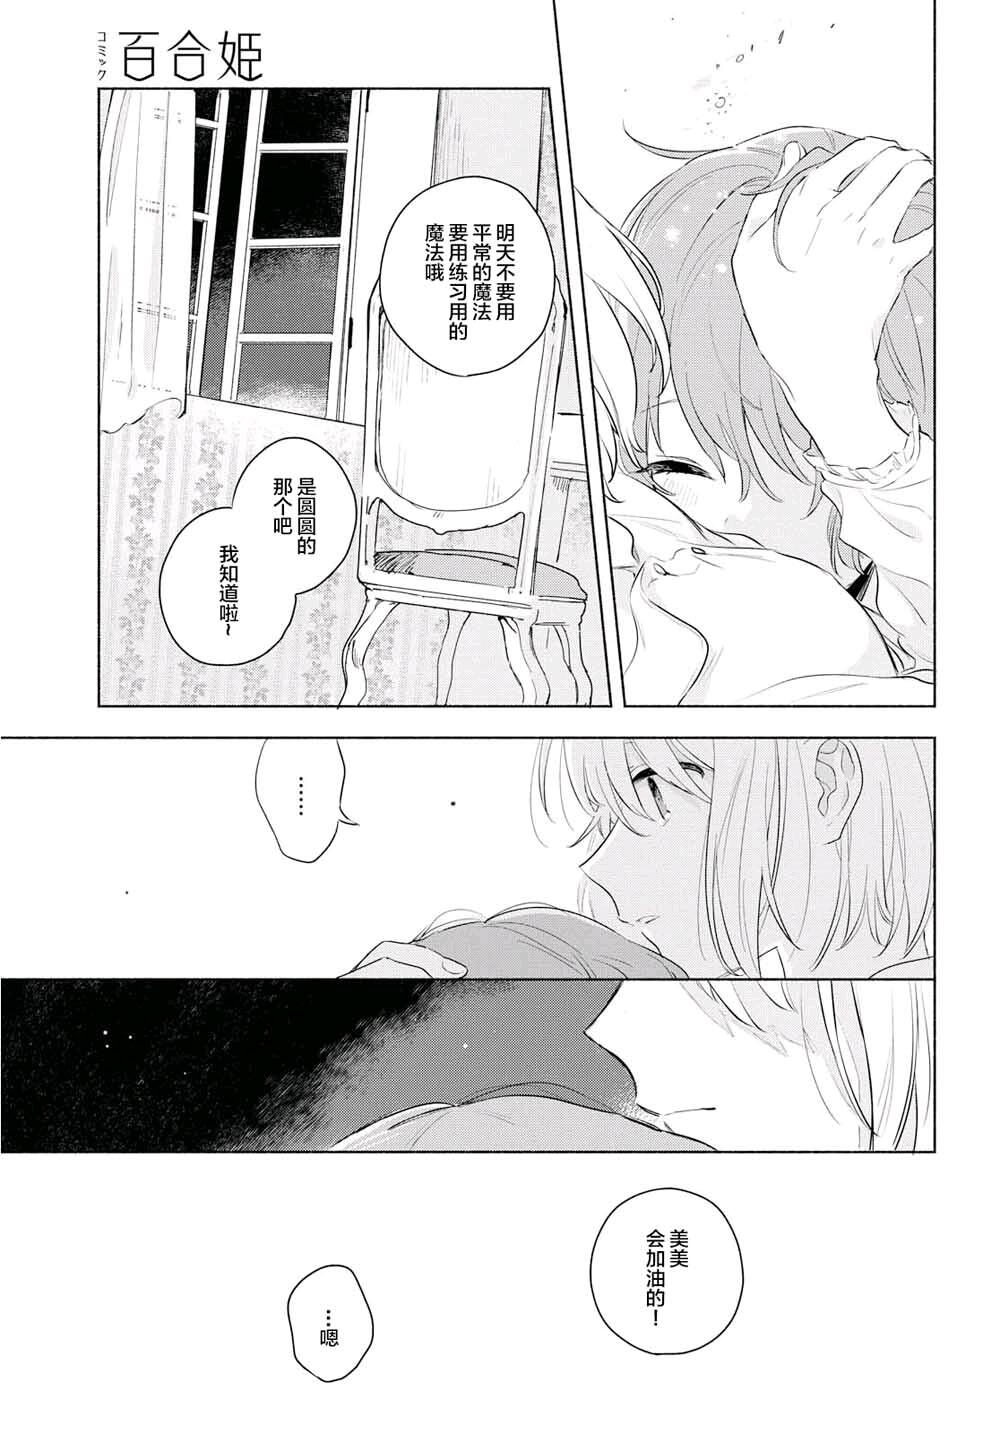 コミック
百合姫
明天不要用
平常的魔法
要用练习用的
魔法哦
是圆圆的
那个吧
我知道啦~
……
美美
会加油的！
…嗯